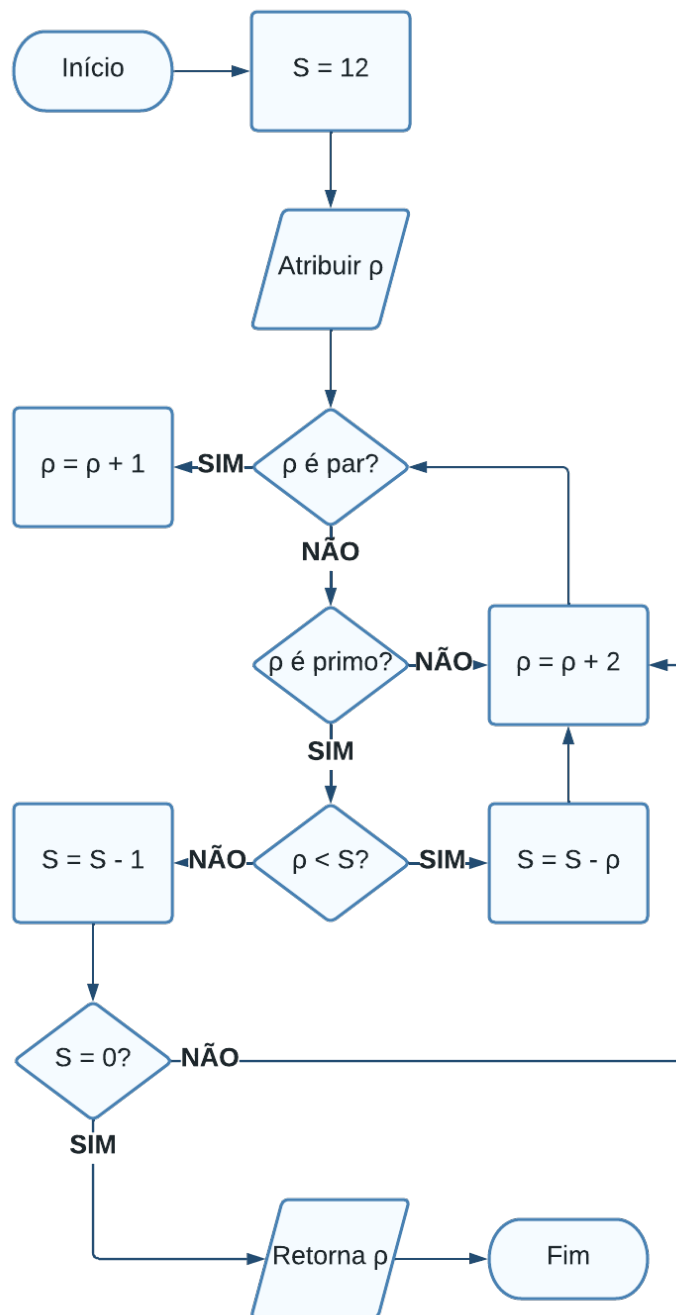 Início
S = 12
Atribuir ρ
ρ = ρ + 1
SIM
ρ é par?
NÃO
ρ é primo?
NÃO
ρ = ρ + 2
SIM
S = S - 1
NÃO
ρ < S?
SIM
S = S - ρ
S = 0?
NÃO
SIM
Retorna ρ
Fim